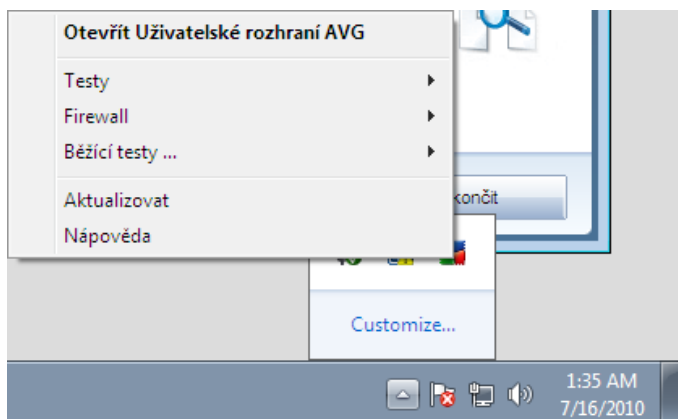 Otevřít Uživatelské rozhraní AVG
Testy
Firewall
Běžící testy ...
Aktualizovat
Nápověda
končit
Customize...
1:35 AM
7/16/2010